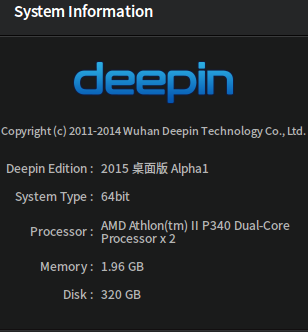 System Information
deepin
Copyright (c) 2011-2014 Wuhan Deepin Technology Co., Ltd.
Deepin Edition : 2015 桌面版 Alpha1
System Type : 64bit
Processor : AMD Athlon(tm) II P340 Dual-Core
Processor x 2
Memory : 1.96 GB
Disk : 320 GB